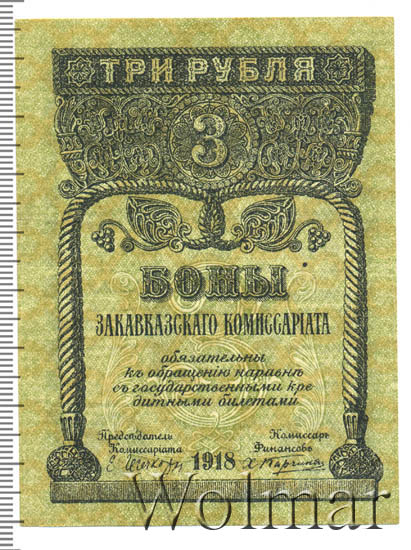 ТРИ РУБЛЯ
3
БОНЫ
ЗАКАВКАЗСКАГО КОМИССАРІАТА
обязательны
къ обращенію наравнѣ
съ государственными кре
дитными билетами
Предсѣдатель Комиссаръ
Комиссаріата Финансовъ
1918
Wolmar